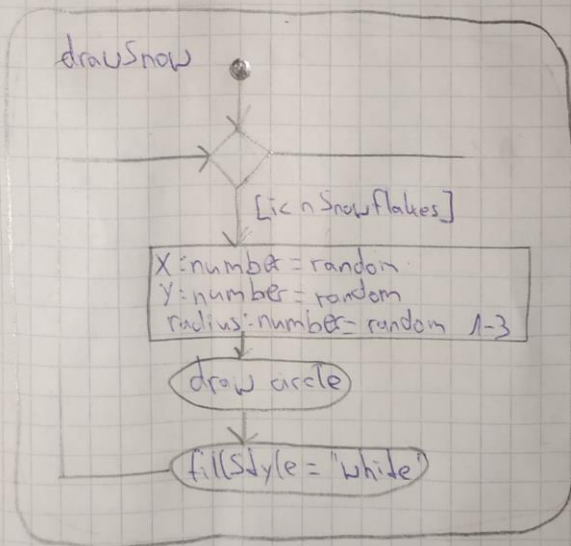 drawSnow
[i< nSnowflakes]
X:number = random
Y:number = random
radius:number = random 1-3
draw circle
fillStyle = "white"